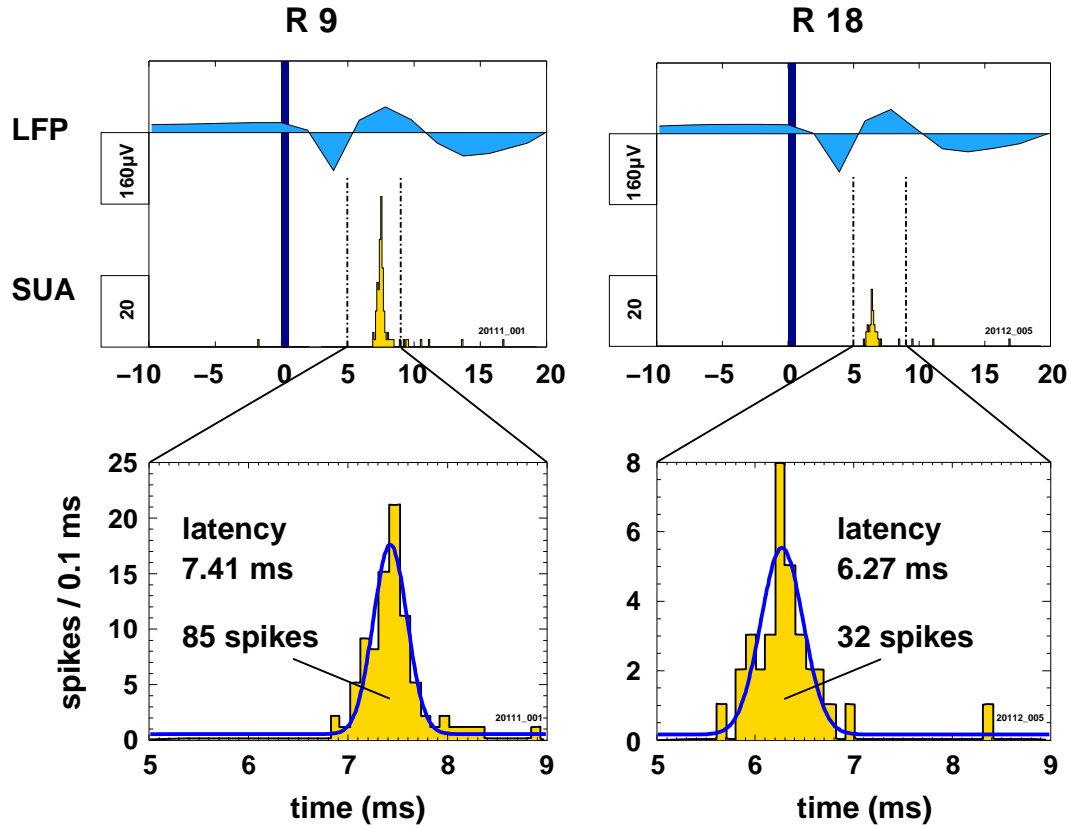 R 9
R 18
LFP
160µV
160µV
SUA
20
20
20111_001
20112_005
−10 −5 0 5 10 15 20
−10 −5 0 5 10 15 20
25
20
15
10
5
0
spikes / 0.1 ms
latency
7.41 ms
85 spikes
20111_001
5 6 7 8 9
time (ms)
8
6
4
2
0
latency
6.27 ms
32 spikes
20112_005
5 6 7 8 9
time (ms)